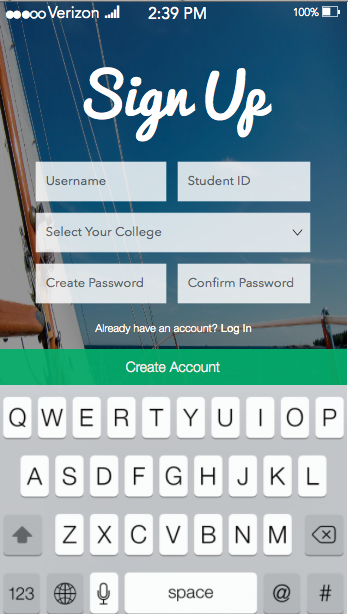 Verizon 2:39 PM 100%
Sign Up
Username Student ID
Select Your College
Create Password Confirm Password
Already have an account? Log In
Create Account
Q W E R T Y U I O P
A S D F G H J K L
Z X C V B N M
123 space @ #